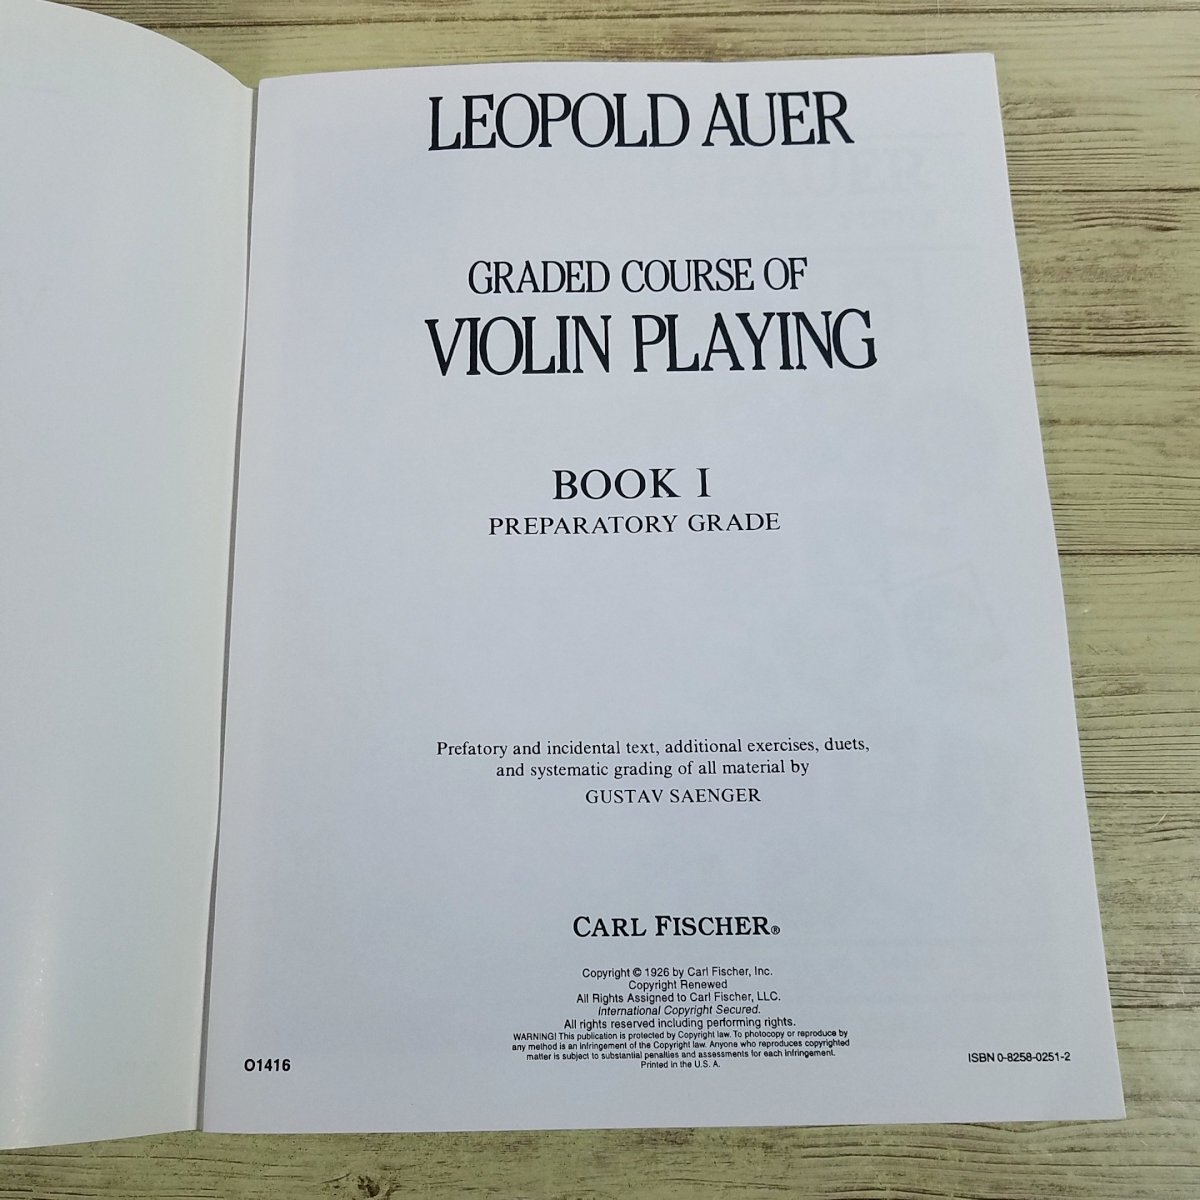 LEOPOLD AUER
GRADED COURSE OF
VIOLIN PLAYING
BOOK I
PREPARATORY GRADE
Prefatory and incidental text, additional exercises, duets,
and systematic grading of all material by
GUSTAV SAENGER
CARL FISCHER®
Copyright © 1926 by Carl Fischer, Inc.
Copyright Renewed
All Rights Assigned to Carl Fischer, LLC.
International Copyright Secured.
All rights reserved including performing rights.
WARNING! This publication is protected by Copyright law. To photocopy or reproduce by
any method is an infringement of the Copyright law. Anyone who reproduces copyrighted
matter is subject to substantial penalties and assessments for each infringement.
Printed in the U.S.A.
O1416
ISBN 0-8258-0251-2